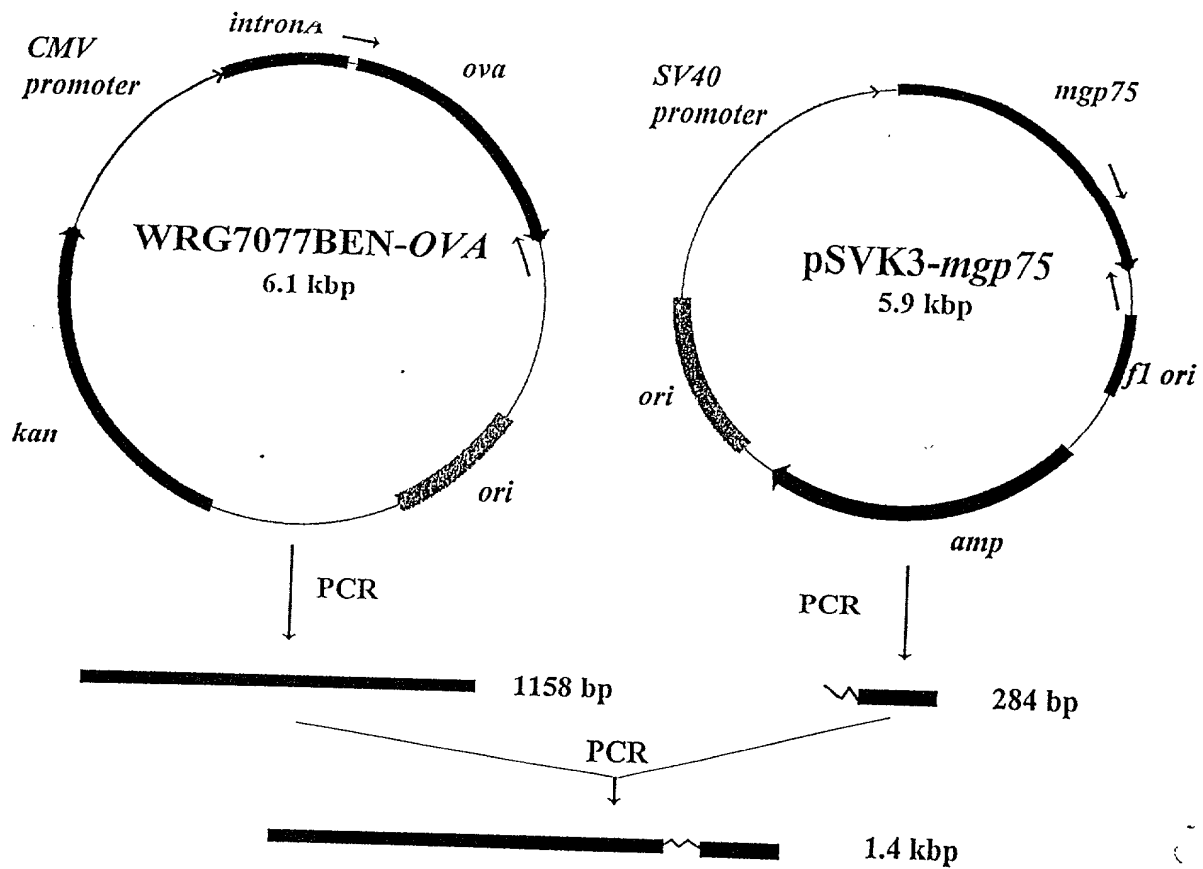 intronA
CMV
promoter
ova
WRG7077BEN-OVA
6.1 kbp
kan
ori
SV40
promoter
mgp75
pSVK3-mgp75
5.9 kbp
f1 ori
ori
amp
PCR
PCR
1158 bp
284 bp
PCR
1.4 kbp